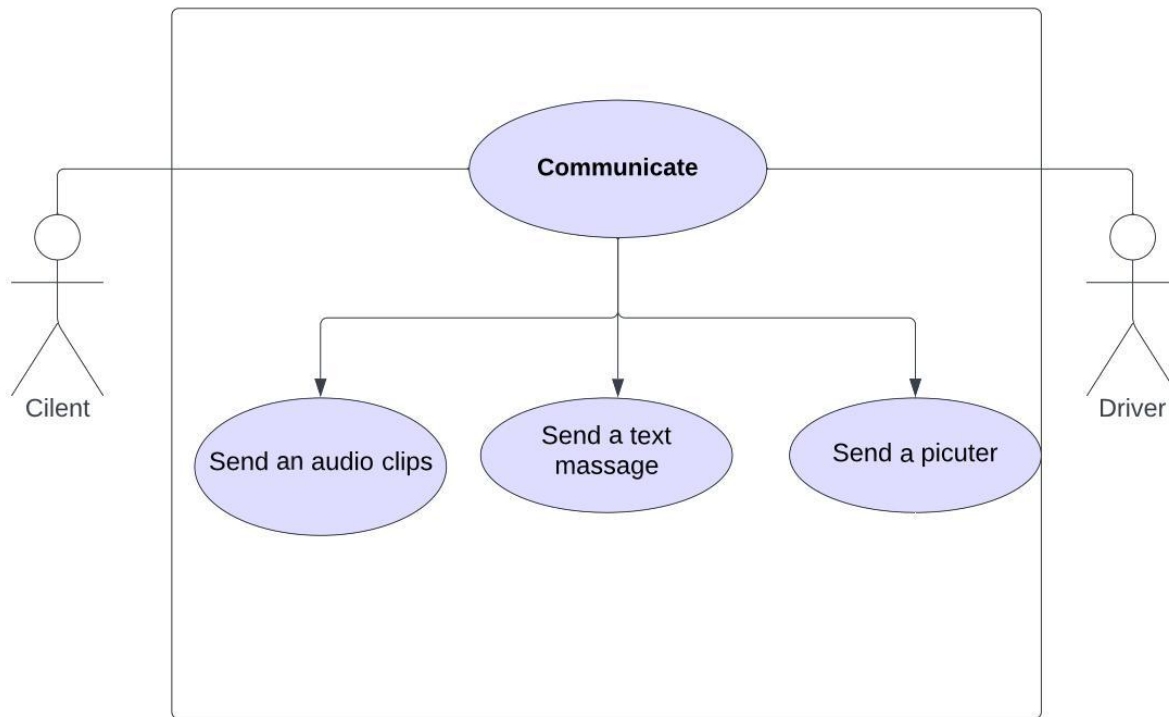 Communicate
Cilent
Driver
Send an audio clips
Send a text
massage
Send a picuter